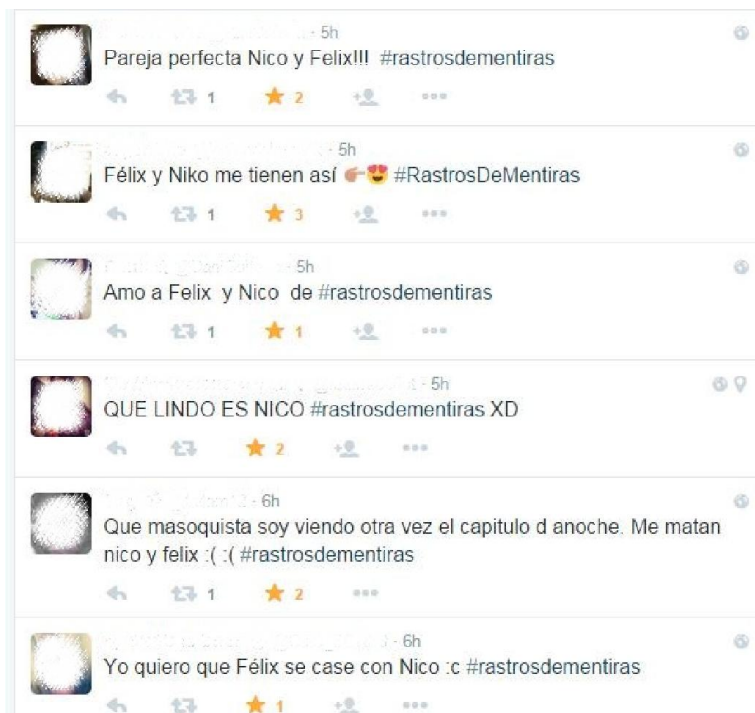 5h
Pareja perfecta Nico y Felix!!! #rastrosdementiras
1 2
5h
Félix y Niko me tienen así 👉😍 #RastrosDeMentiras
1 3
5h
Amo a Felix y Nico de #rastrosdementiras
1 1
5h
QUE LINDO ES NICO #rastrosdementiras XD
2
6h
Que masoquista soy viendo otra vez el capitulo d anoche. Me matan
nico y felix :( :( #rastrosdementiras
1 2
6h
Yo quiero que Félix se case con Nico :c #rastrosdementiras
1